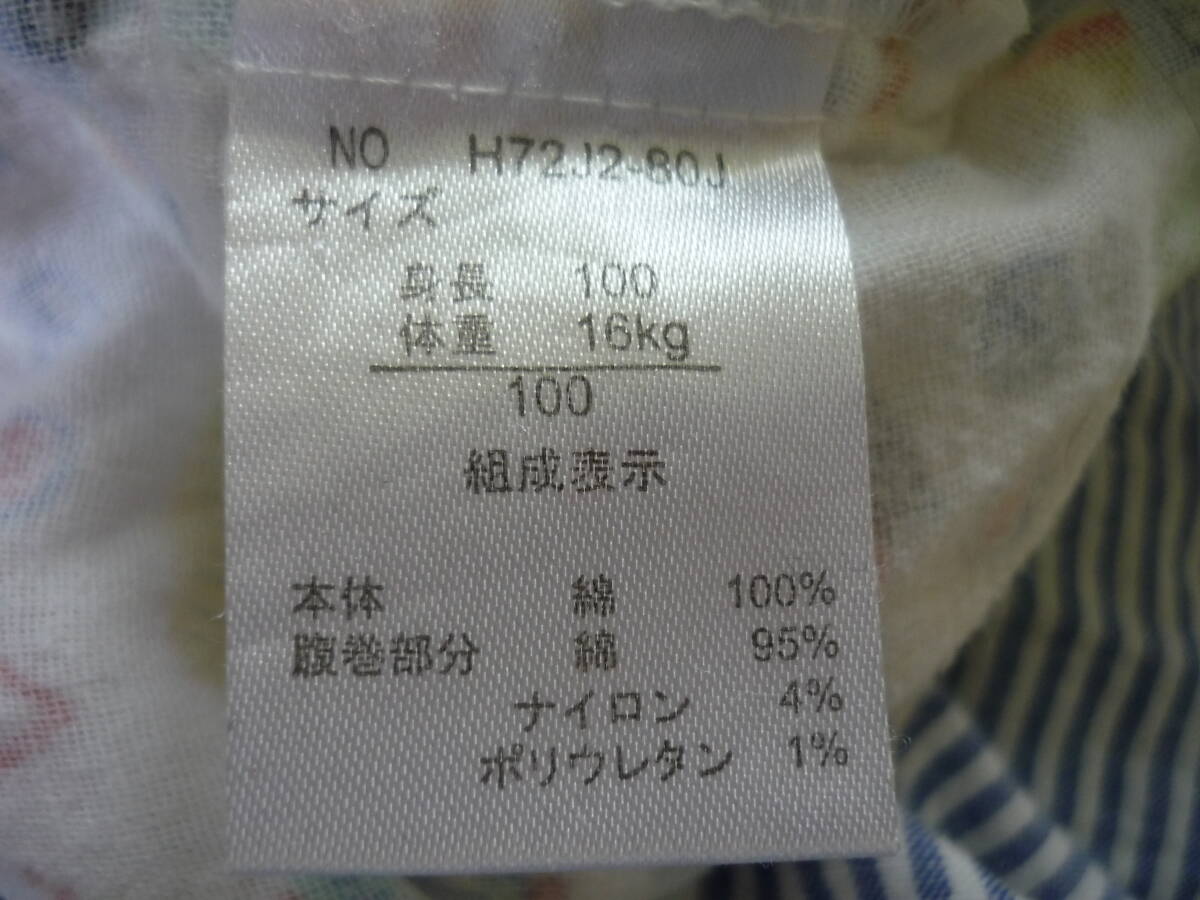 NO H72J2-80J
サイズ
身長 100
体重 16kg
100
組成表示
本体 綿 100%
腹巻部分 綿 95%
ナイロン 4%
ポリウレタン 1%